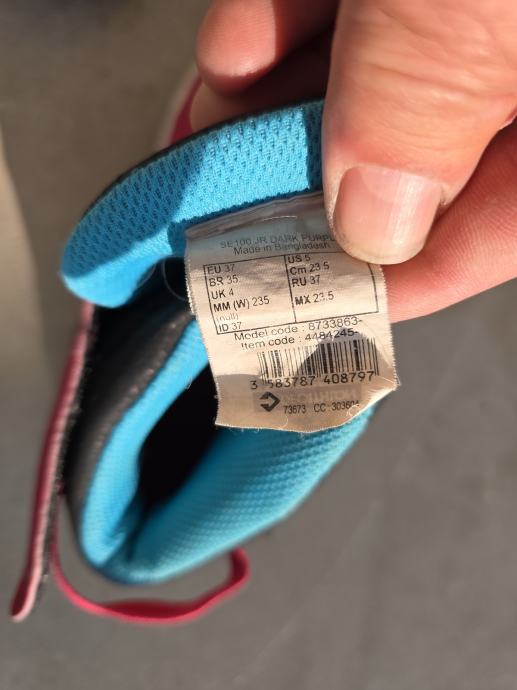 SE100 JR DARK
Made in Bangladesh
EU 37 US 5
BR 35 Cm 23.5
UK 4 RU 37
MM (W) 235 MX 23.5
(null)
ID 37
Model code : 8733863-
Item code : 4484245-
3 583787 408797
DECATHLON
73673 CC: 303604